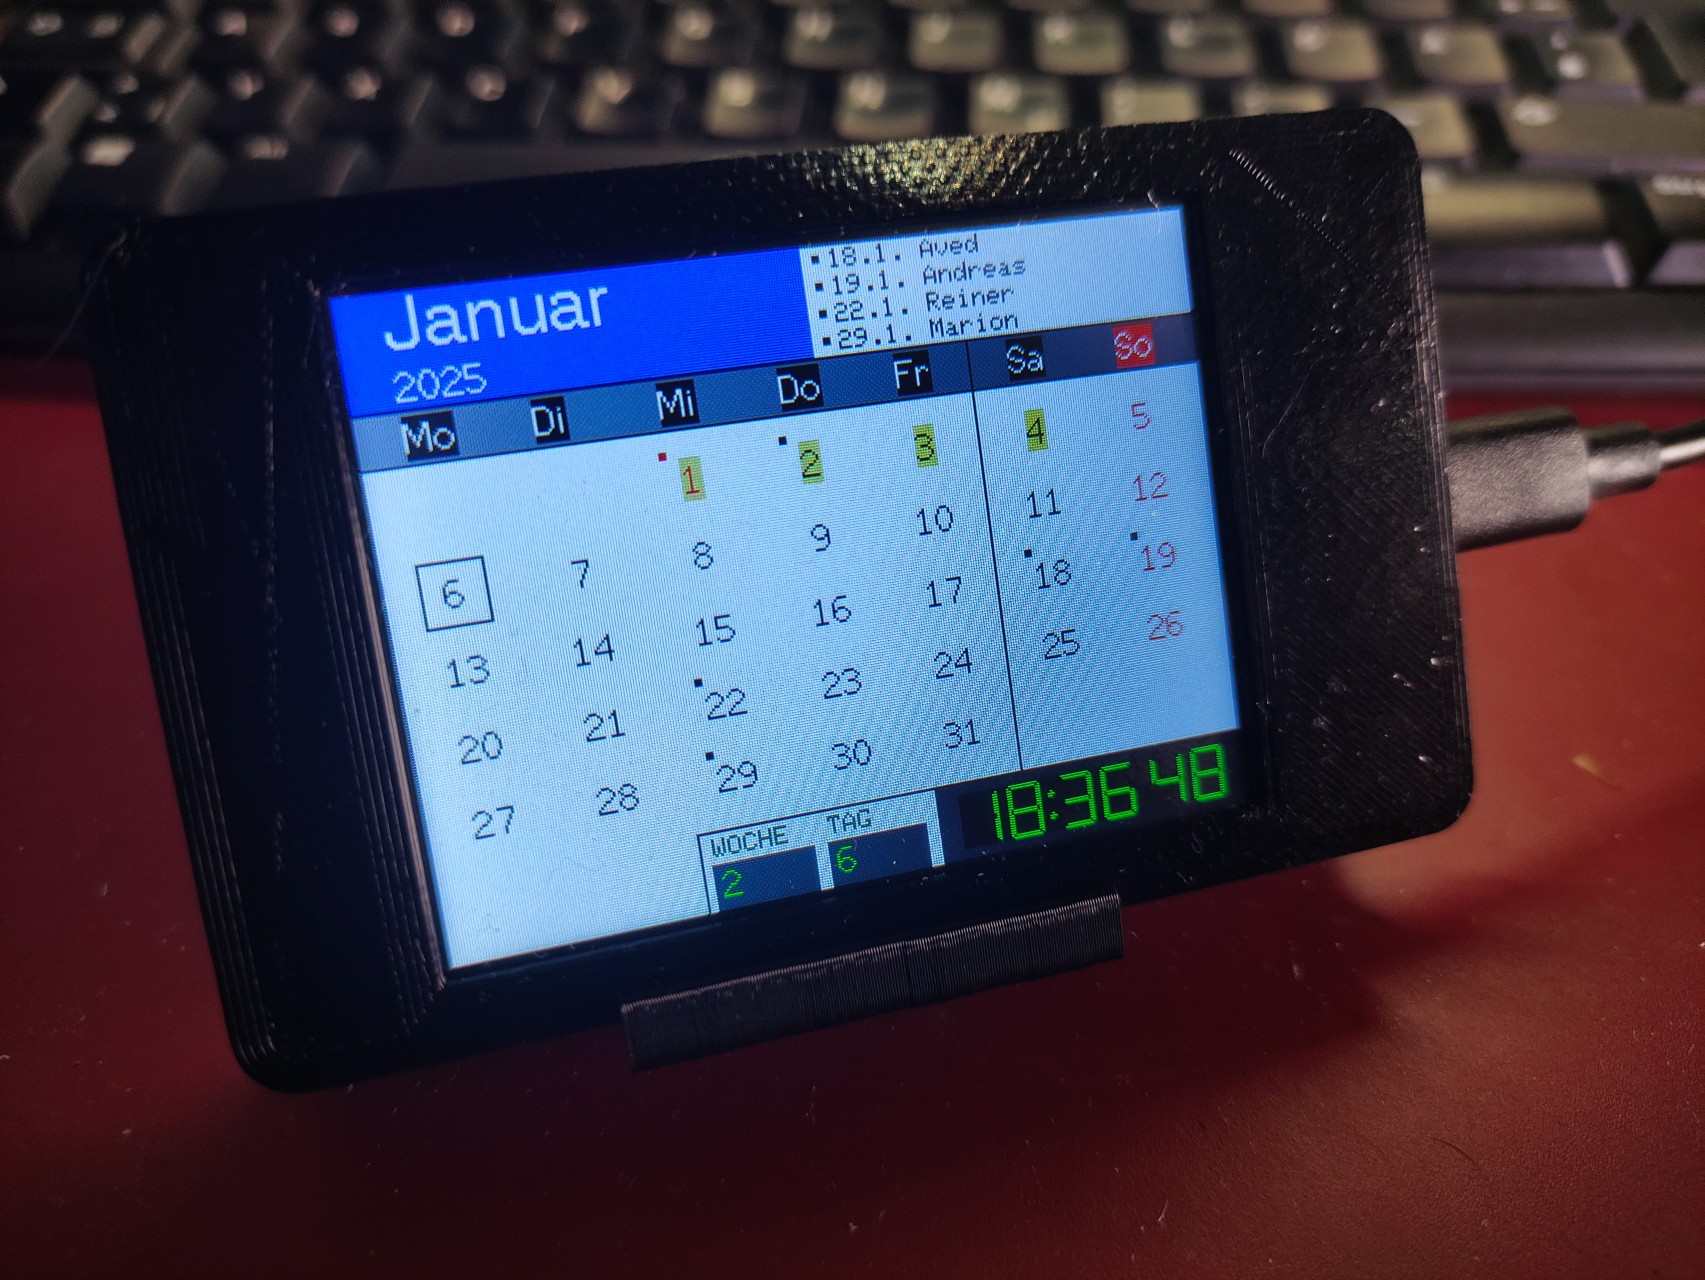 Januar
2025
▪18.1. Aved
▪19.1. Andreas
▪22.1. Reiner
▪29.1. Marion
Mo Di Mi Do Fr Sa So
1 2 3 4 5
6 7 8 9 10 11 12
13 14 15 16 17 18 19
20 21 22 23 24 25 26
27 28 29 30 31
WOCHE TAG
2 6
18:36 48